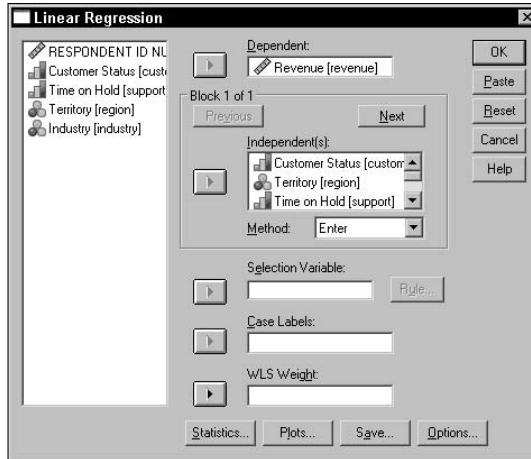 Linear Regression
RESPONDENT ID NU
Customer Status [cust
Time on Hold [support
Territory [region]
Industry [industry]
Dependent:
Revenue [revenue]
Block 1 of 1
Previous
Next
Independent(s):
Customer Status [custom
Territory [region]
Time on Hold [support]
Method:
Enter
Selection Variable:
Rule...
Case Labels:
WLS Weight:
Statistics...
Plots...
Save...
Options...
OK
Paste
Reset
Cancel
Help